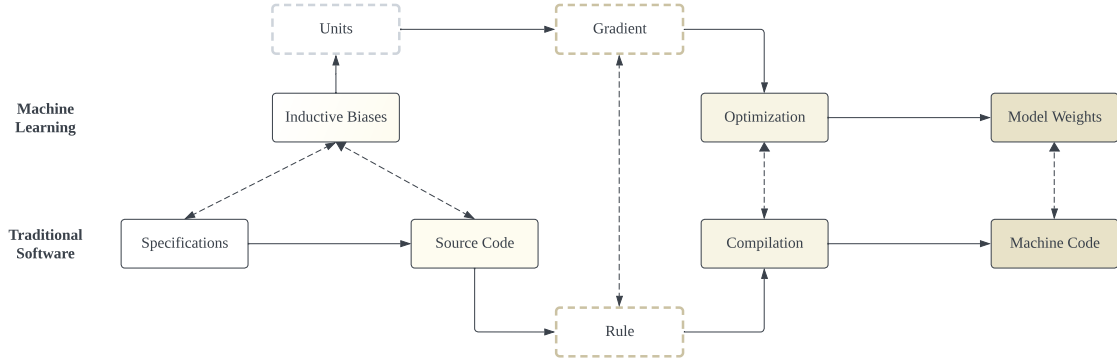 Units
Gradient
Machine
Learning
Inductive Biases
Optimization
Model Weights
Traditional
Software
Specifications
Source Code
Compilation
Machine Code
Rule